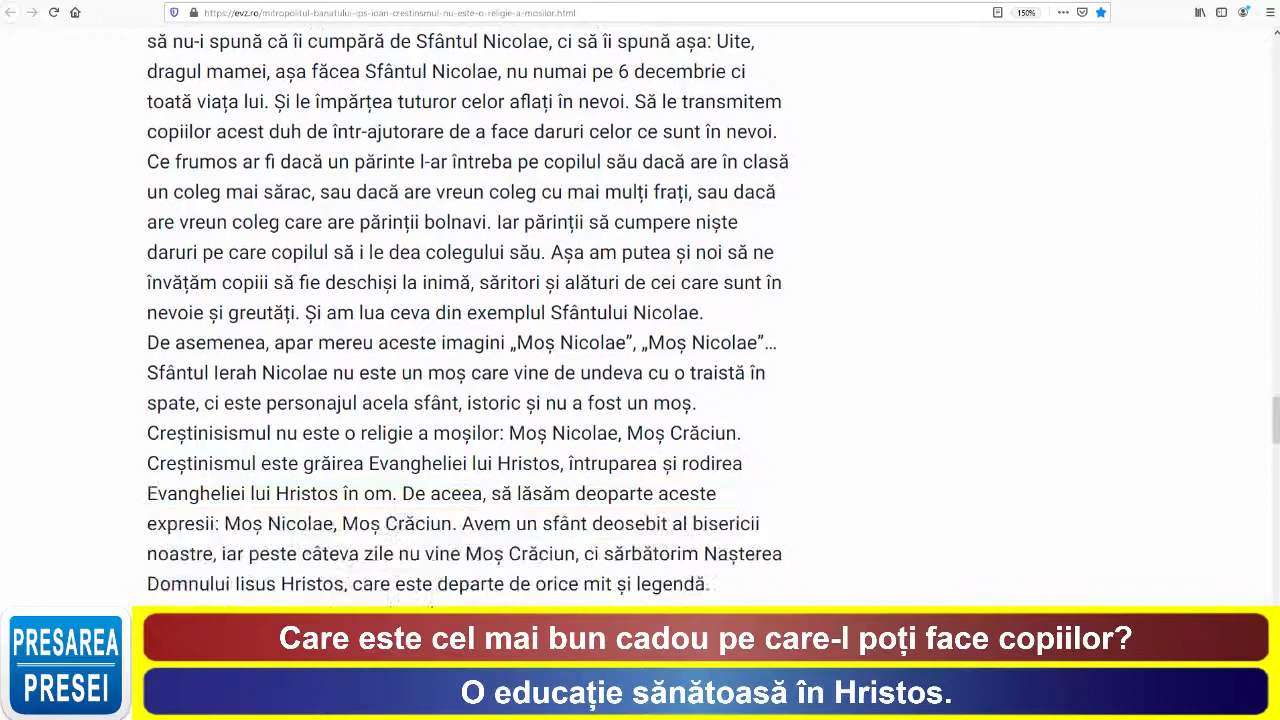 https://evz.ro/mitropolitul-banatului-ips-ioan-crestinsmul-nu-este-o-religie-a-mosilor.html
150%
să nu-i spună că îi cumpără de Sfântul Nicolae, ci să îi spună așa: Uite,
dragul mamei, așa făcea Sfântul Nicolae, nu numai pe 6 decembrie ci
toată viața lui. Și le împărțea tuturor celor aflați în nevoi. Să le transmitem
copiilor acest duh de într-ajutorare de a face daruri celor ce sunt în nevoi.
Ce frumos ar fi dacă un părinte l-ar întreba pe copilul său dacă are în clasă
un coleg mai sărac, sau dacă are vreun coleg cu mai mulți frați, sau dacă
are vreun coleg care are părinții bolnavi. Iar părinții să cumpere niște
daruri pe care copilul să i le dea colegului său. Așa am putea și noi să ne
învățăm copiii să fie deschiși la inimă, săritori și alături de cei care sunt în
nevoie și greutăți. Și am lua ceva din exemplul Sfântului Nicolae.
De asemenea, apar mereu aceste imagini „Moș Nicolae”, „Moș Nicolae”…
Sfântul Ierah Nicolae nu este un moș care vine de undeva cu o traistă în
spate, ci este personajul acela sfânt, istoric și nu a fost un moș.
Creștinisismul nu este o religie a moșilor: Moș Nicolae, Moș Crăciun.
Creștinismul este grăirea Evangheliei lui Hristos, întruparea și rodirea
Evangheliei lui Hristos în om. De aceea, să lăsăm deoparte aceste
expresii: Moș Nicolae, Moș Crăciun. Avem un sfânt deosebit al bisericii
noastre, iar peste câteva zile nu vine Moș Crăciun, ci sărbătorim Nașterea
Domnului Iisus Hristos, care este departe de orice mit și legendă.
PRESAREA
PRESEI
Care este cel mai bun cadou pe care-l poți face copiilor?
O educație sănătoasă în Hristos.